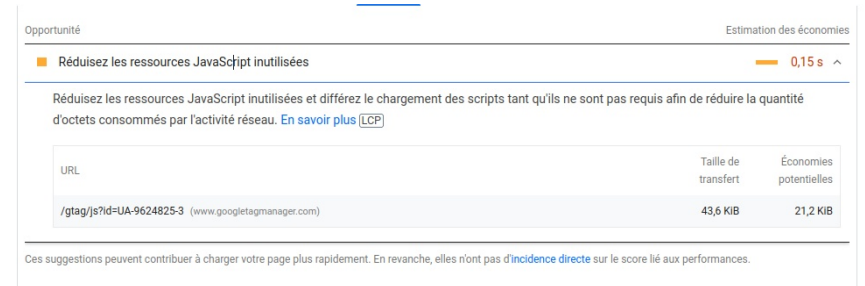 Opportunité Estimation des économies
Réduisez les ressources JavaScript inutilisées 0,15 s
Réduisez les ressources JavaScript inutilisées et différez le chargement des scripts tant qu'ils ne sont pas requis afin de réduire la quantité
d'octets consommés par l'activité réseau. En savoir plus LCP
URL Taille de transfert Économies potentielles
/gtag/js?id=UA-9624825-3 (www.googletagmanager.com) 43,6 KiB 21,2 KiB
Ces suggestions peuvent contribuer à charger votre page plus rapidement. En revanche, elles n'ont pas d'incidence directe sur le score lié aux performances.